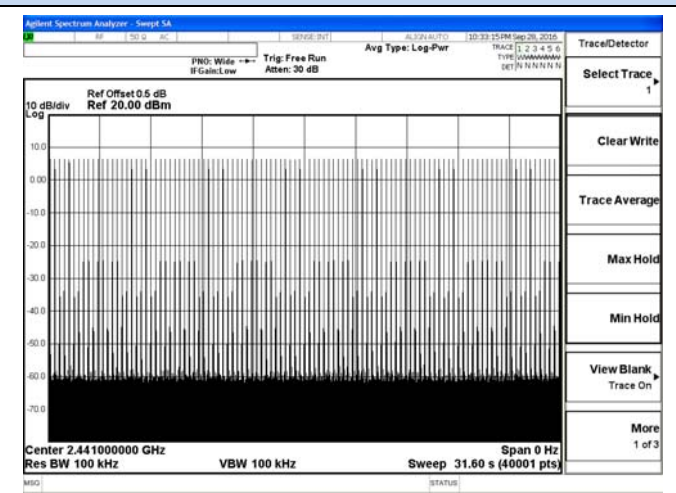 Agilent Spectrum Analyzer - Swept SA
RF 50 Ω AC SENSE:INT ALIGN AUTO 10:33:15 PM Sep 28, 2016
Avg Type: Log-Pwr
TRACE 1 2 3 4 5 6
TYPE
DET N N N N N N
PNO: Wide
IFGain:Low
Trig: Free Run
Atten: 30 dB
Trace/Detector
Select Trace
1
Ref Offset 0.5 dB
10 dB/div Ref 20.00 dBm
Log
10.0
0.00
-10.0
-20.0
-30.0
-40.0
-50.0
-60.0
-70.0
Clear Write
Trace Average
Max Hold
Min Hold
View Blank
Trace On
More
1 of 3
Center 2.441000000 GHz Span 0 Hz
Res BW 100 kHz VBW 100 kHz Sweep 31.60 s (40001 pts)
MSG STATUS